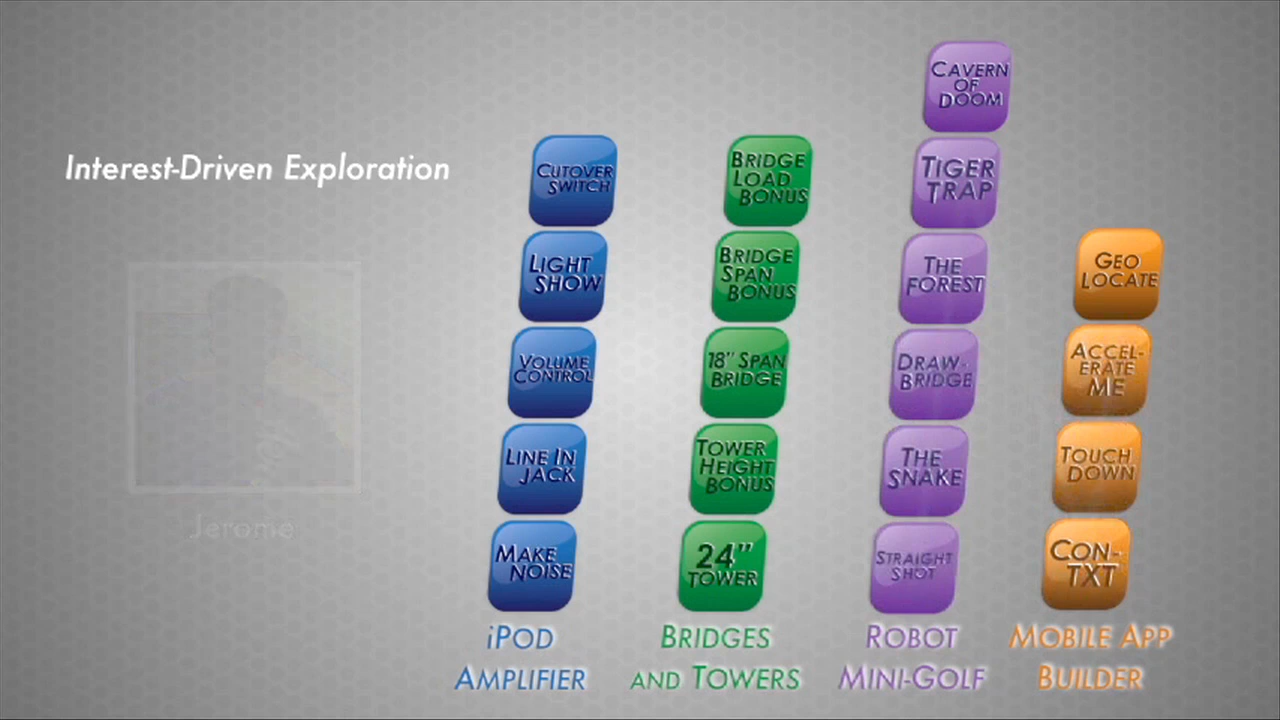 Interest-Driven Exploration
Jerome
CUTOVER
SWITCH
LIGHT
SHOW
VOLUME
CONTROL
LINE IN
JACK
MAKE
NOISE
iPOD
AMPLIFIER
BRIDGE
LOAD
BONUS
BRIDGE
SPAN
BONUS
18" SPAN
BRIDGE
TOWER
HEIGHT
BONUS
24"
TOWER
BRIDGES
AND TOWERS
CAVERN
OF
DOOM
TIGER
TRAP
THE
FOREST
DRAW-
BRIDGE
THE
SNAKE
STRAIGHT
SHOT
ROBOT
MINI-GOLF
GEO
LOCATE
ACCEL-
ERATE
ME
TOUCH
DOWN
CON-
TXT
MOBILE APP
BUILDER